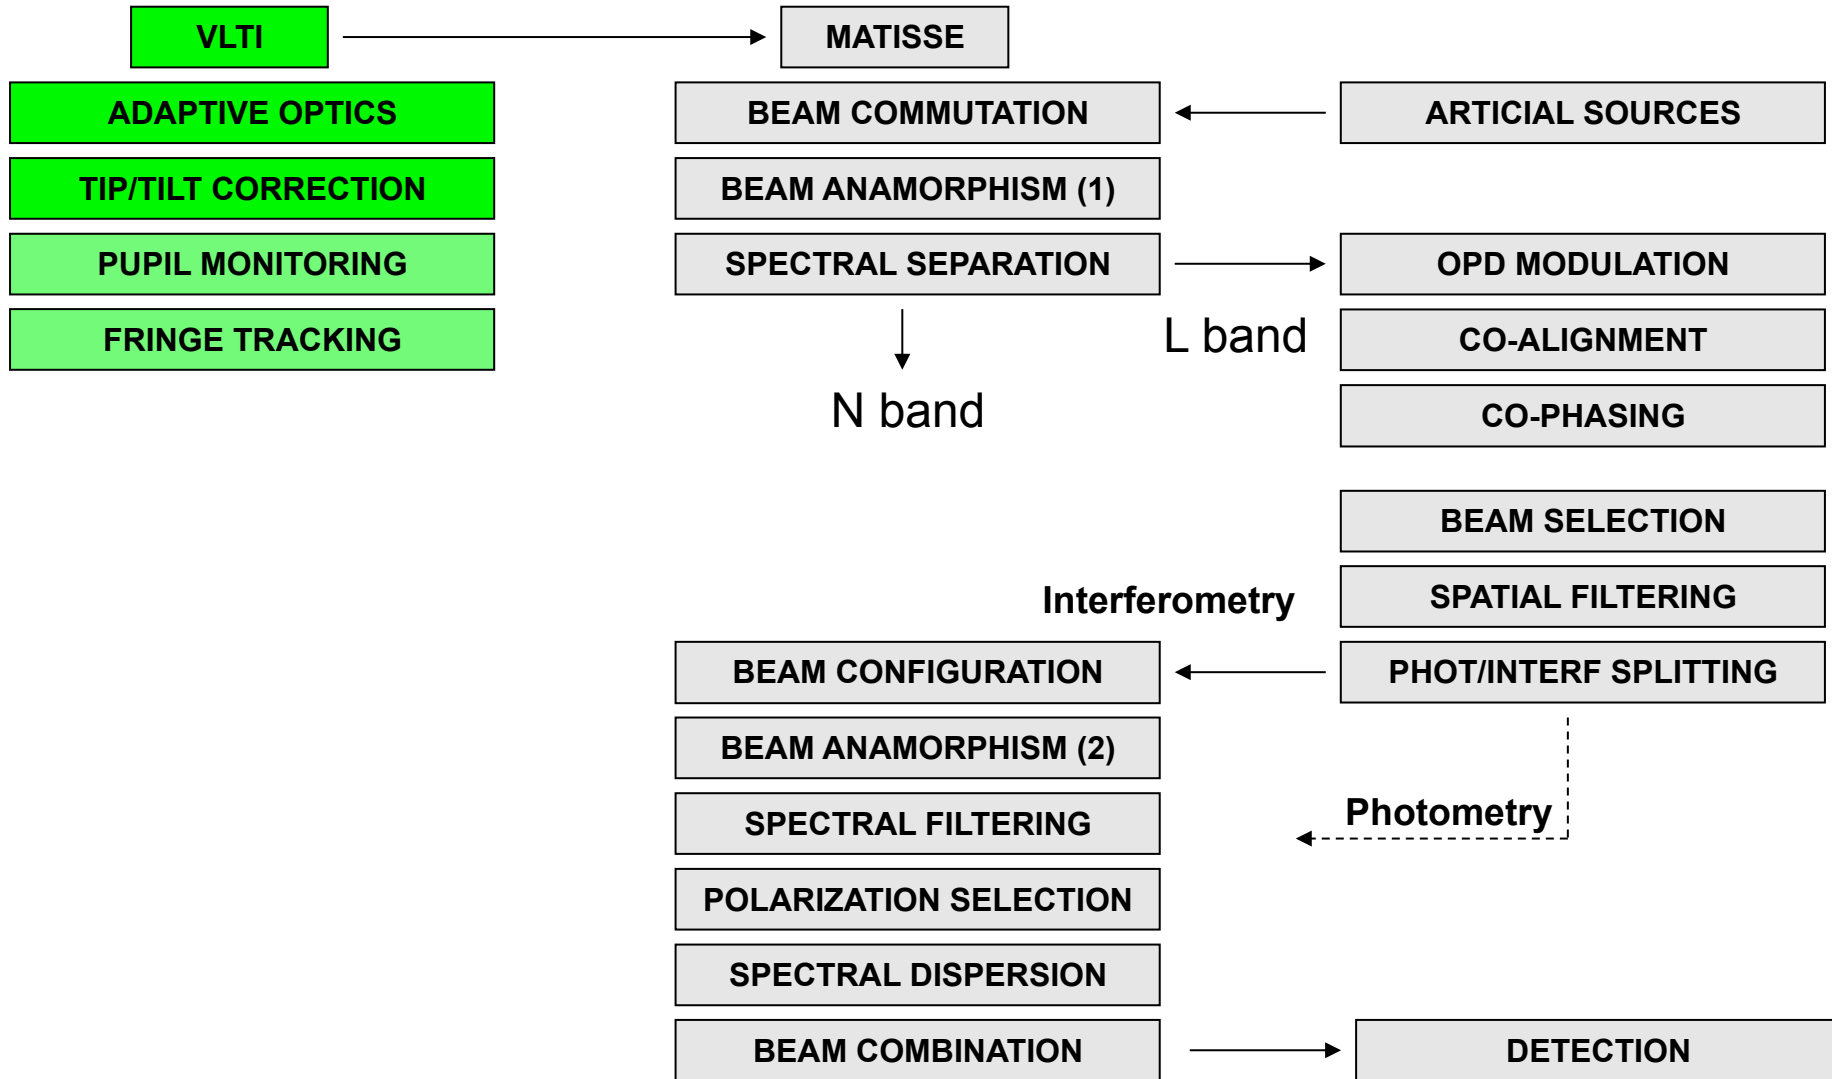 VLTI
MATISSE
ADAPTIVE OPTICS
BEAM COMMUTATION
ARTICIAL SOURCES
TIP/TILT CORRECTION
BEAM ANAMORPHISM (1)
PUPIL MONITORING
SPECTRAL SEPARATION
OPD MODULATION
FRINGE TRACKING
L band
CO-ALIGNMENT
N band
CO-PHASING
BEAM SELECTION
Interferometry
SPATIAL FILTERING
BEAM CONFIGURATION
PHOT/INTERF SPLITTING
BEAM ANAMORPHISM (2)
SPECTRAL FILTERING
Photometry
POLARIZATION SELECTION
SPECTRAL DISPERSION
BEAM COMBINATION
DETECTION